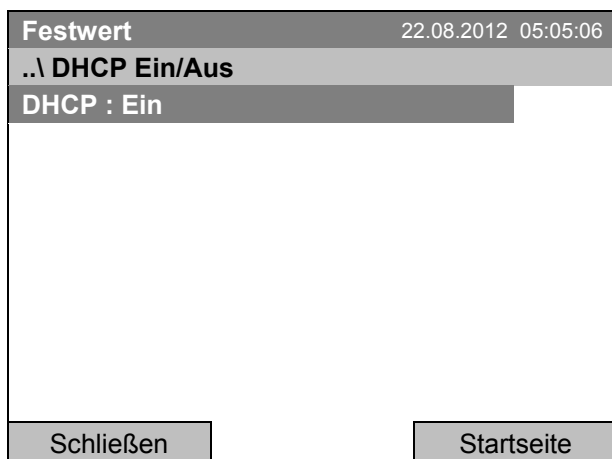 Festwert 22.08.2012 05:05:06
..\ DHCP Ein/Aus
DHCP : Ein
Schließen Startseite